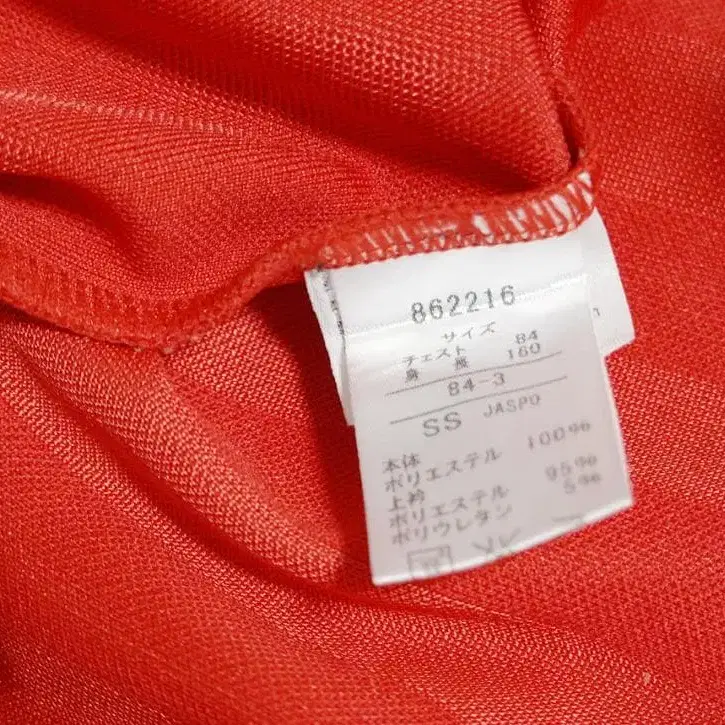 862216
サイズ
チェスト 84
身 長 160
84-3
SS JASPO
本体
ポリエステル 100%
上衿
ポリエステル 95%
ポリウレタン 5%